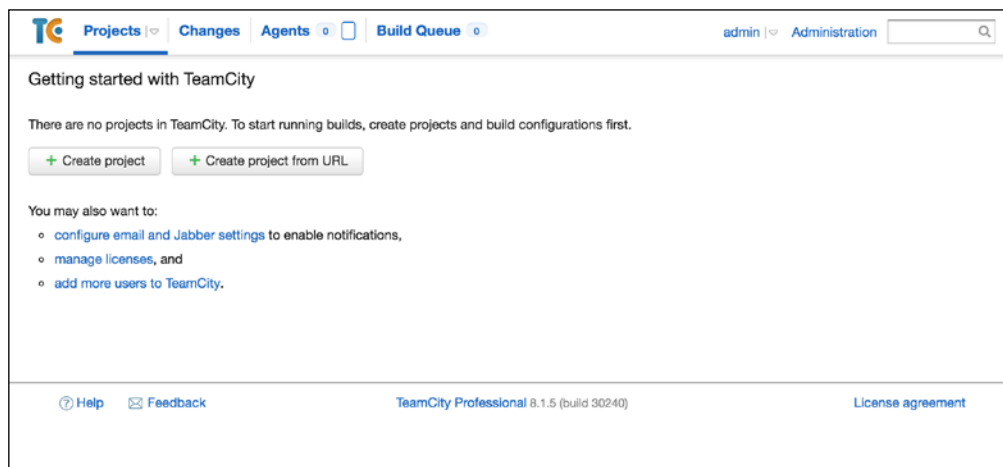 TC Projects Changes Agents 0 Build Queue 0 admin Administration
Getting started with TeamCity
There are no projects in TeamCity. To start running builds, create projects and build configurations first.
+ Create project + Create project from URL
You may also want to:
configure email and Jabber settings to enable notifications,
manage licenses, and
add more users to TeamCity.
? Help Feedback TeamCity Professional 8.1.5 (build 30240) License agreement